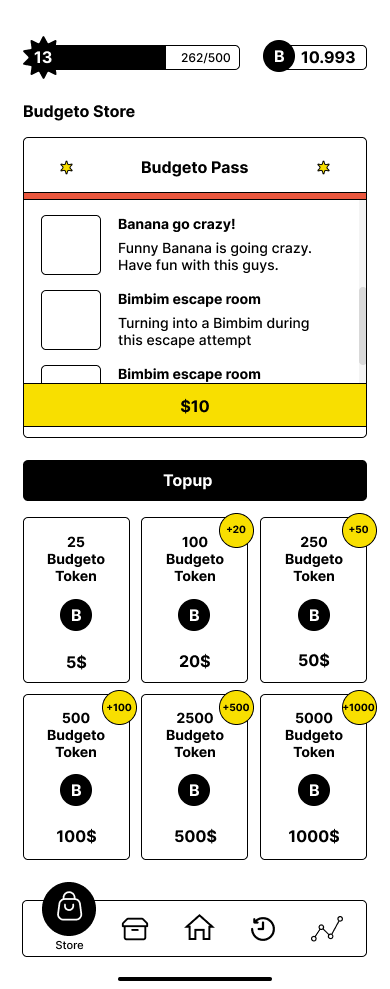 13
262/500
B
10.993
Budgeto Store
Budgeto Pass
Banana go crazy!
Funny Banana is going crazy.
Have fun with this guys.
Bimbim escape room
Turning into a Bimbim during
this escape attempt
Bimbim escape room
$10
Topup
25
Budgeto
Token
B
5$
+20
100
Budgeto
Token
B
20$
+50
250
Budgeto
Token
B
50$
+100
500
Budgeto
Token
B
100$
+500
2500
Budgeto
Token
B
500$
+1000
5000
Budgeto
Token
B
1000$
Store